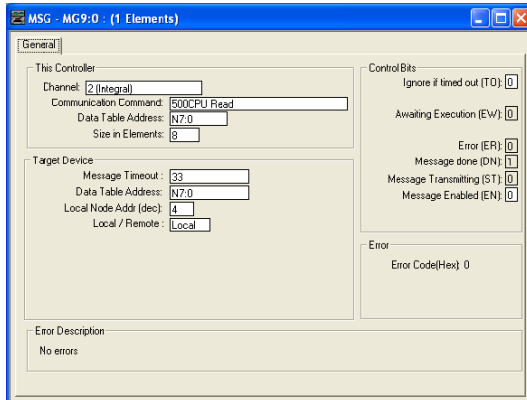 MSG - MG9:0 : (1 Elements)
General
This Controller
Channel: 2 (Integral)
Communication Command: 500CPU Read
Data Table Address: N7:0
Size in Elements: 8
Target Device
Message Timeout : 33
Data Table Address: N7:0
Local Node Addr (dec): 4
Local / Remote : Local
Control Bits
Ignore if timed out (TO): 0
Awaiting Execution (EW): 0
Error (ER): 0
Message done (DN): 1
Message Transmitting (ST): 0
Message Enabled (EN): 0
Error
Error Code(Hex): 0
Error Description
No errors